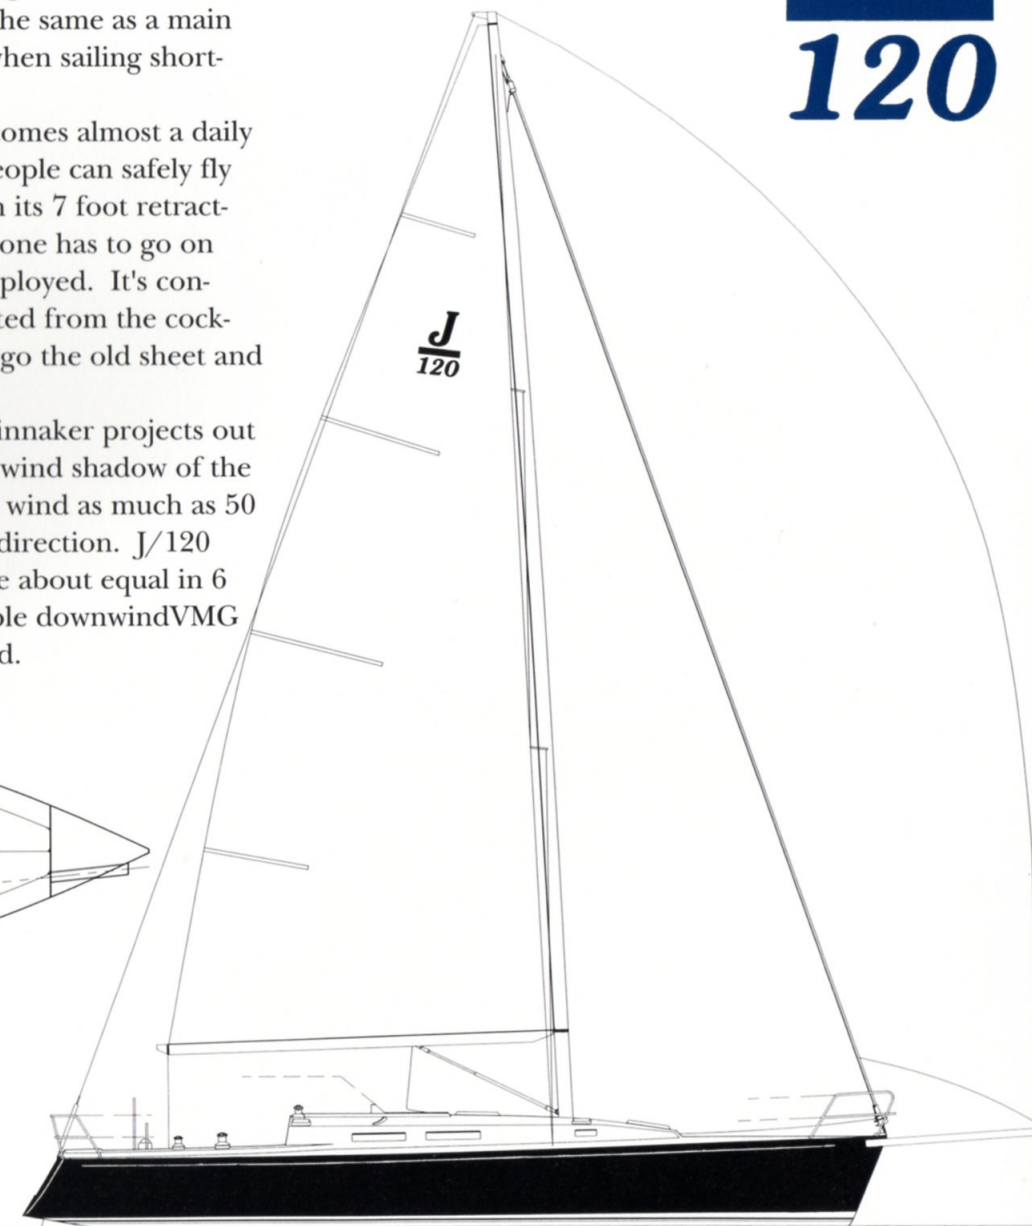 he same as a main
when sailing short-
omes almost a daily
eople can safely fly
its 7 foot retract-
one has to go on
ployed. It's con-
ted from the cock-
go the old sheet and
innaker projects out
wind shadow of the
wind as much as 50
direction. J/120
e about equal in 6
ble downwindVMG
d.
120
J
120